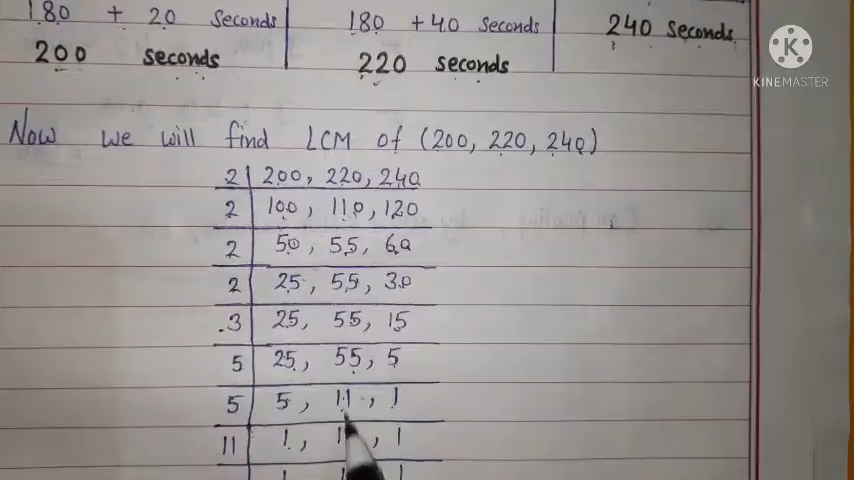 180 + 20 Seconds 180 + 40 Seconds 240 Seconds
200 seconds 220 seconds
KINEMASTER
Now we will find LCM of (200, 220, 240)
2 | 200, 220, 240
2 | 100, 110, 120
2 | 50, 55, 60
2 | 25, 55, 30
3 | 25, 55, 15
5 | 25, 55, 5
5 | 5, 11, 1
11 | 1, 1